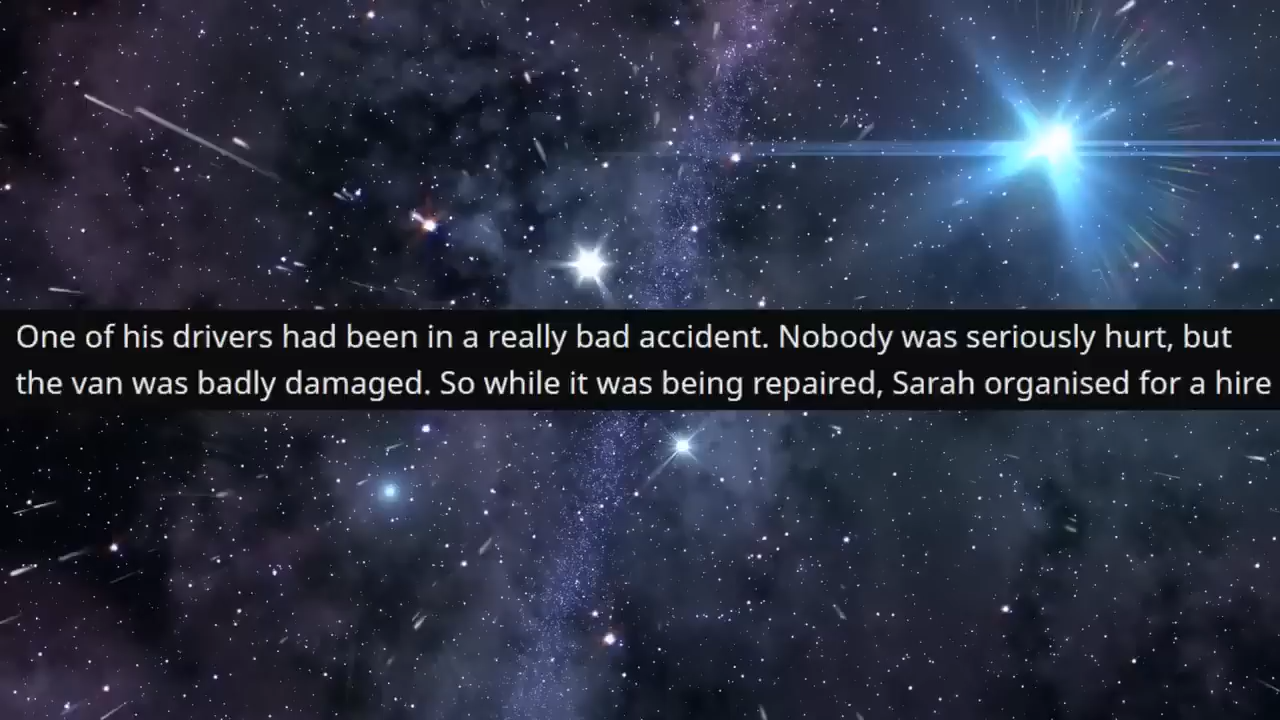 One of his drivers had been in a really bad accident. Nobody was seriously hurt, but
the van was badly damaged. So while it was being repaired, Sarah organised for a hire